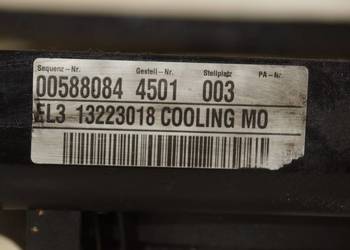 Sequenz-Nr. Gestell-Nr. Stellplatz PA-Nr.
00588084 4501 003
EL3 13223018 COOLING MO